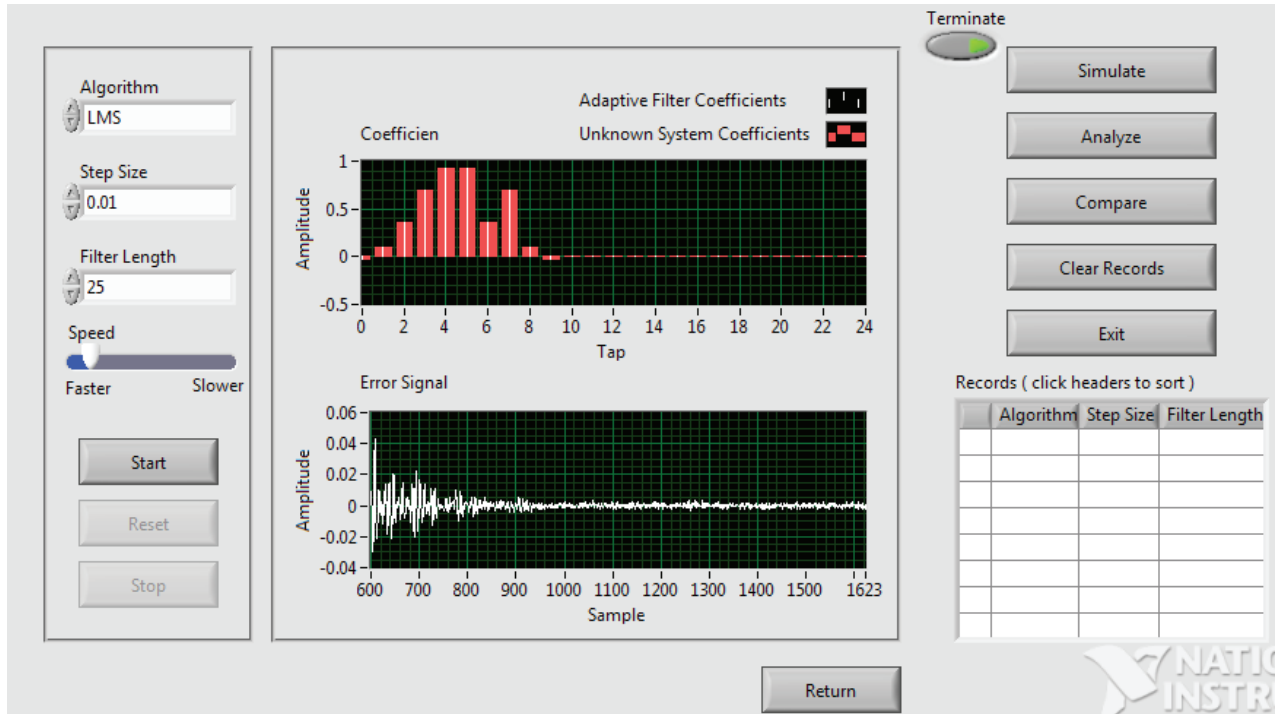 Terminate
Algorithm
LMS
Step Size
0.01
Filter Length
25
Speed
Faster Slower
Start
Reset
Stop
Adaptive Filter Coefficients
Unknown System Coefficients
Coefficien
Amplitude
1
0.5
0
-0.5
0 2 4 6 8 10 12 14 16 18 20 22 24
Tap
Error Signal
Amplitude
0.06
0.04
0.02
0
-0.02
-0.04
600 700 800 900 1000 1100 1200 1300 1400 1500 1623
Sample
Simulate
Analyze
Compare
Clear Records
Exit
Records ( click headers to sort )
Algorithm Step Size Filter Length
Return
NATIO
INSTRU